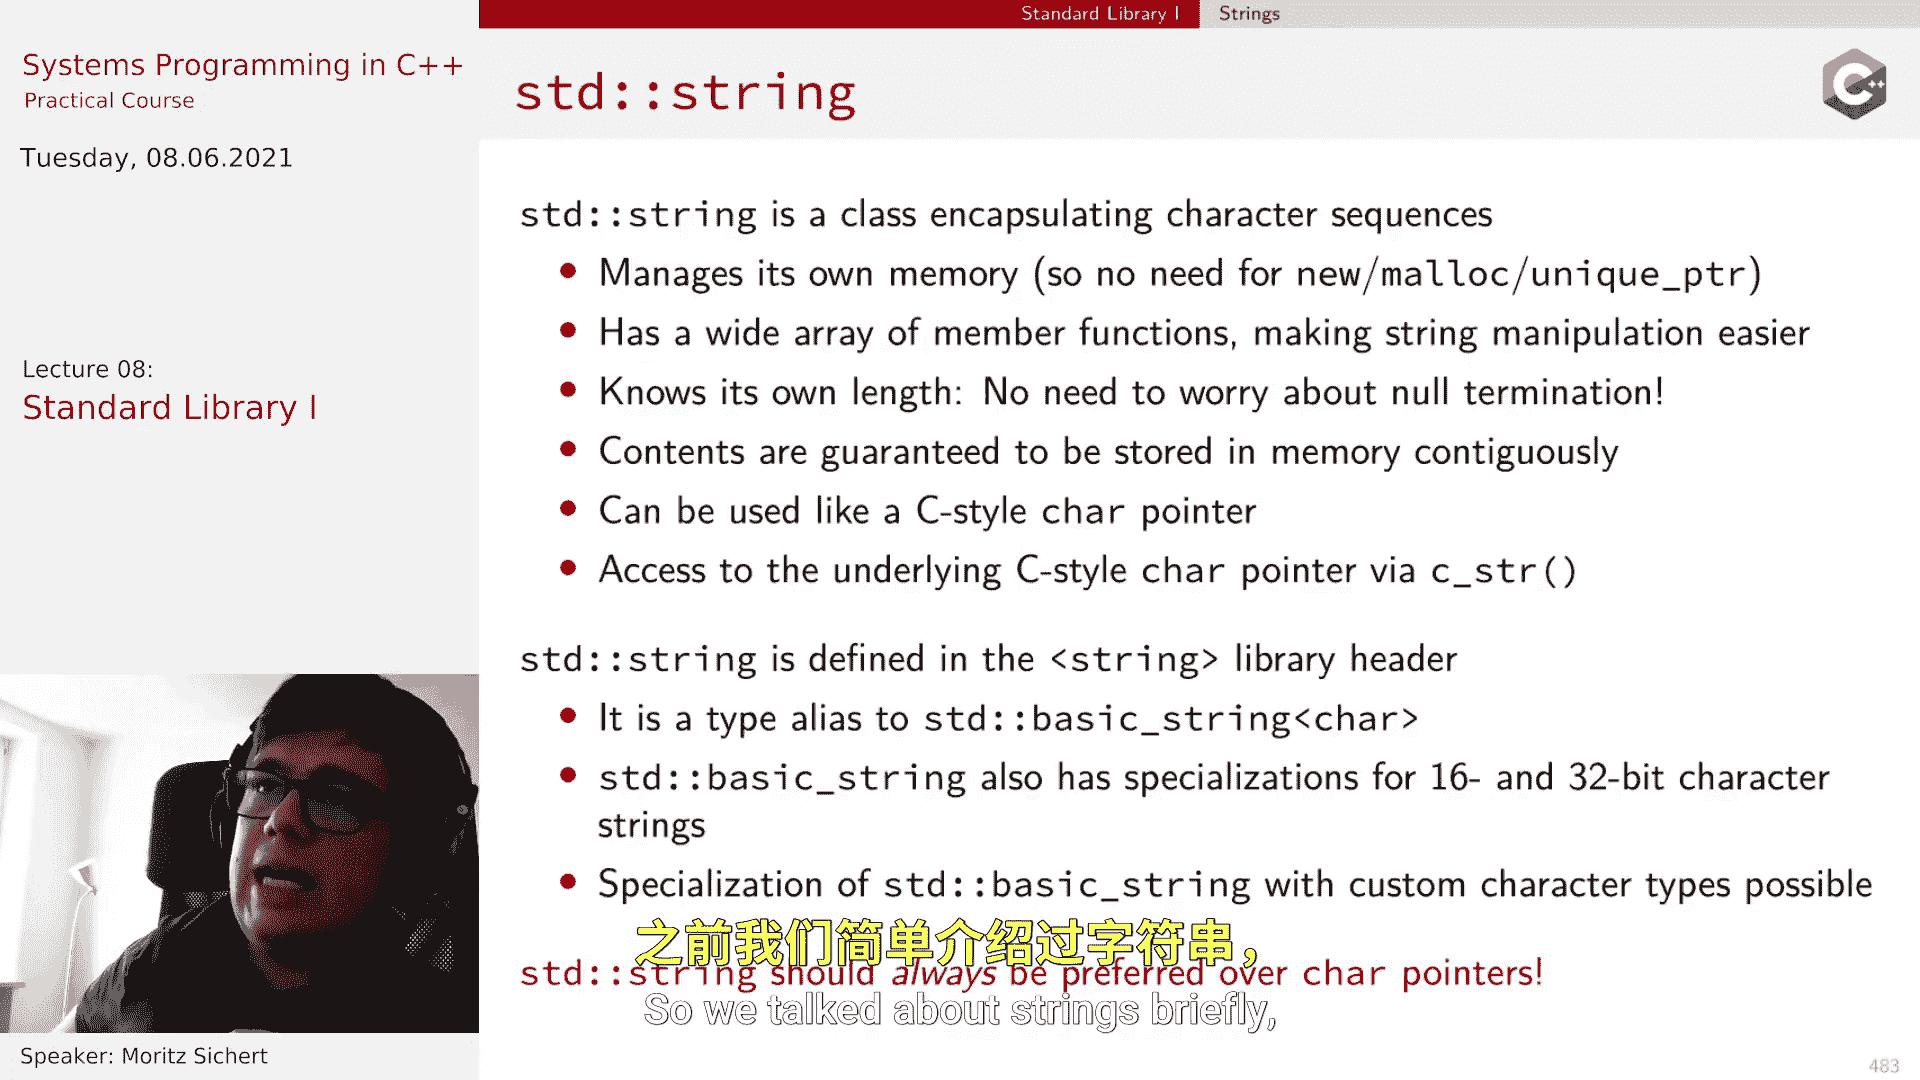 Standard Library I
Strings
Systems Programming in C++
Practical Course
Tuesday, 08.06.2021
Lecture 08:
Standard Library I
Speaker: Moritz Sichert
std::string
C++
std::string is a class encapsulating character sequences
• Manages its own memory (so no need for new/malloc/unique_ptr)
• Has a wide array of member functions, making string manipulation easier
• Knows its own length: No need to worry about null termination!
• Contents are guaranteed to be stored in memory contiguously
• Can be used like a C-style char pointer
• Access to the underlying C-style char pointer via c_str()
std::string is defined in the <string> library header
• It is a type alias to std::basic_string<char>
• std::basic_string also has specializations for 16- and 32-bit character
strings
• Specialization of std::basic_string with custom character types possible
之前我们简单介绍过字符串，
std::string should always be preferred over char pointers!
So we talked about strings briefly,
483